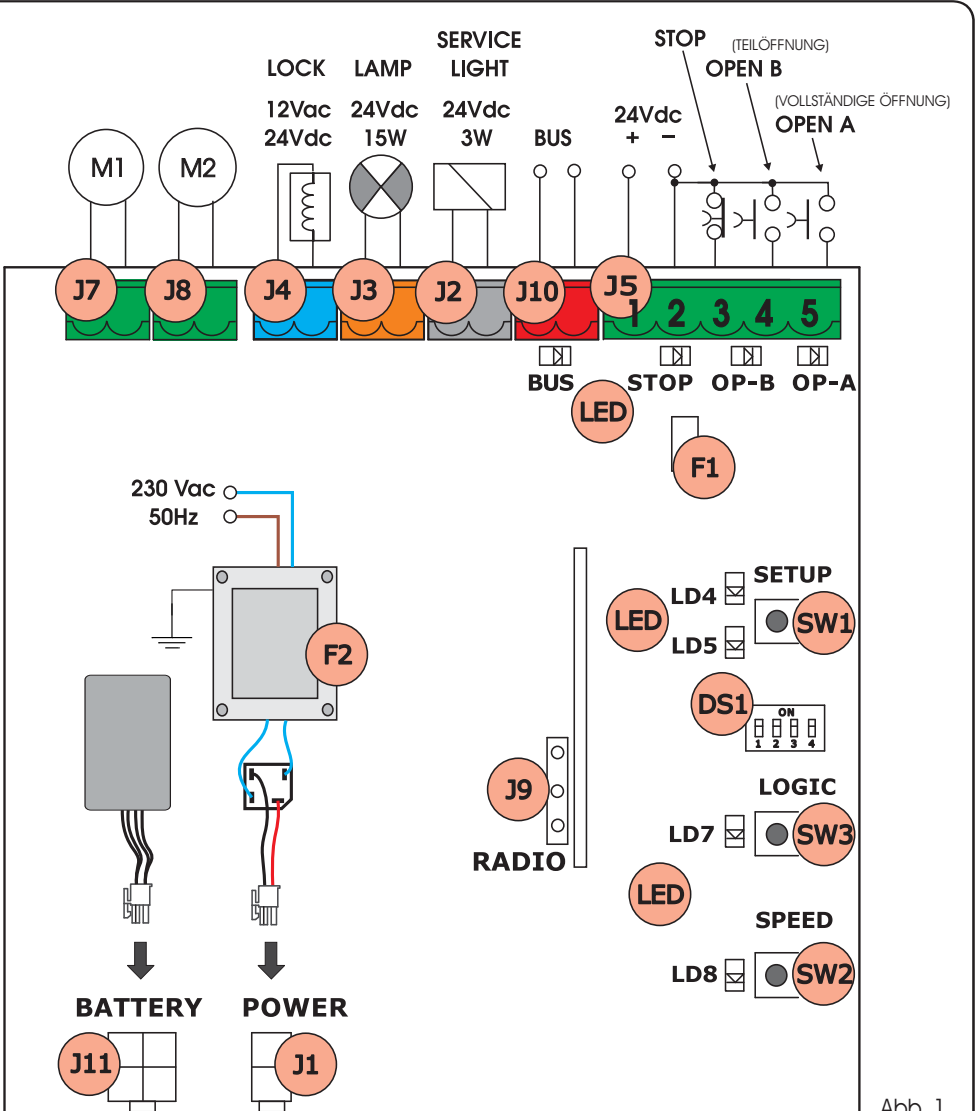 SERVICE
LIGHT
LOCK
LAMP
12Vac
24Vdc
24Vdc
15W
24Vdc
3W
BUS
24Vdc
+ −
STOP
(TEILÖFFNUNG)
OPEN B
(VOLLSTÄNDIGE ÖFFNUNG)
OPEN A
M1
M2
J7
J8
J4
J3
J2
J10
J5
1 2 3 4 5
BUS
STOP
OP-B
OP-A
LED
F1
230 Vac
50Hz
F2
LD4
SETUP
LED
SW1
LD5
DS1
ON
1 2 3 4
J9
RADIO
LOGIC
LD7
SW3
LED
SPEED
LD8
SW2
BATTERY
POWER
J11
J1
Abb. 1